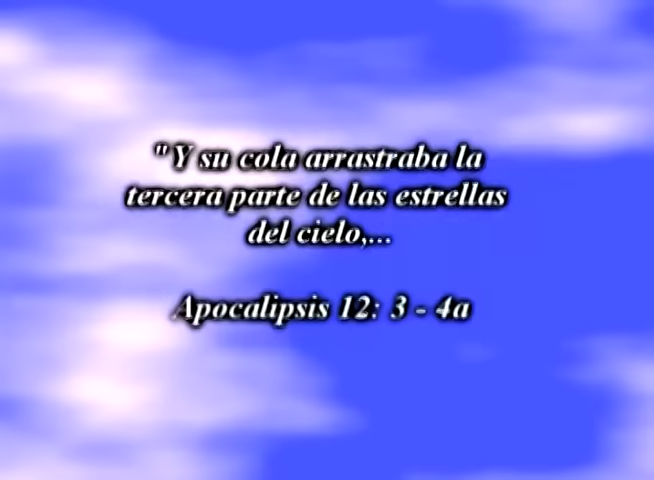 "Y su cola arrastraba la
tercera parte de las estrellas
del cielo,...
Apocalipsis 12: 3 - 4a